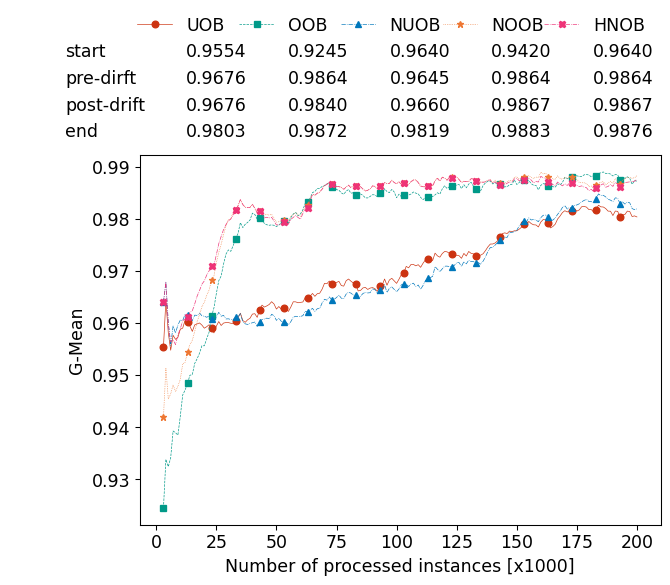 UOB OOB NUOB NOOB HNOB
start 0.9554 0.9245 0.9640 0.9420 0.9640
pre-dirft 0.9676 0.9864 0.9645 0.9864 0.9864
post-drift 0.9676 0.9840 0.9660 0.9867 0.9867
end 0.9803 0.9872 0.9819 0.9883 0.9876
0.99
0.98
0.97
0.96
0.95
0.94
0.93
G-Mean
0 25 50 75 100 125 150 175 200
Number of processed instances [x1000]